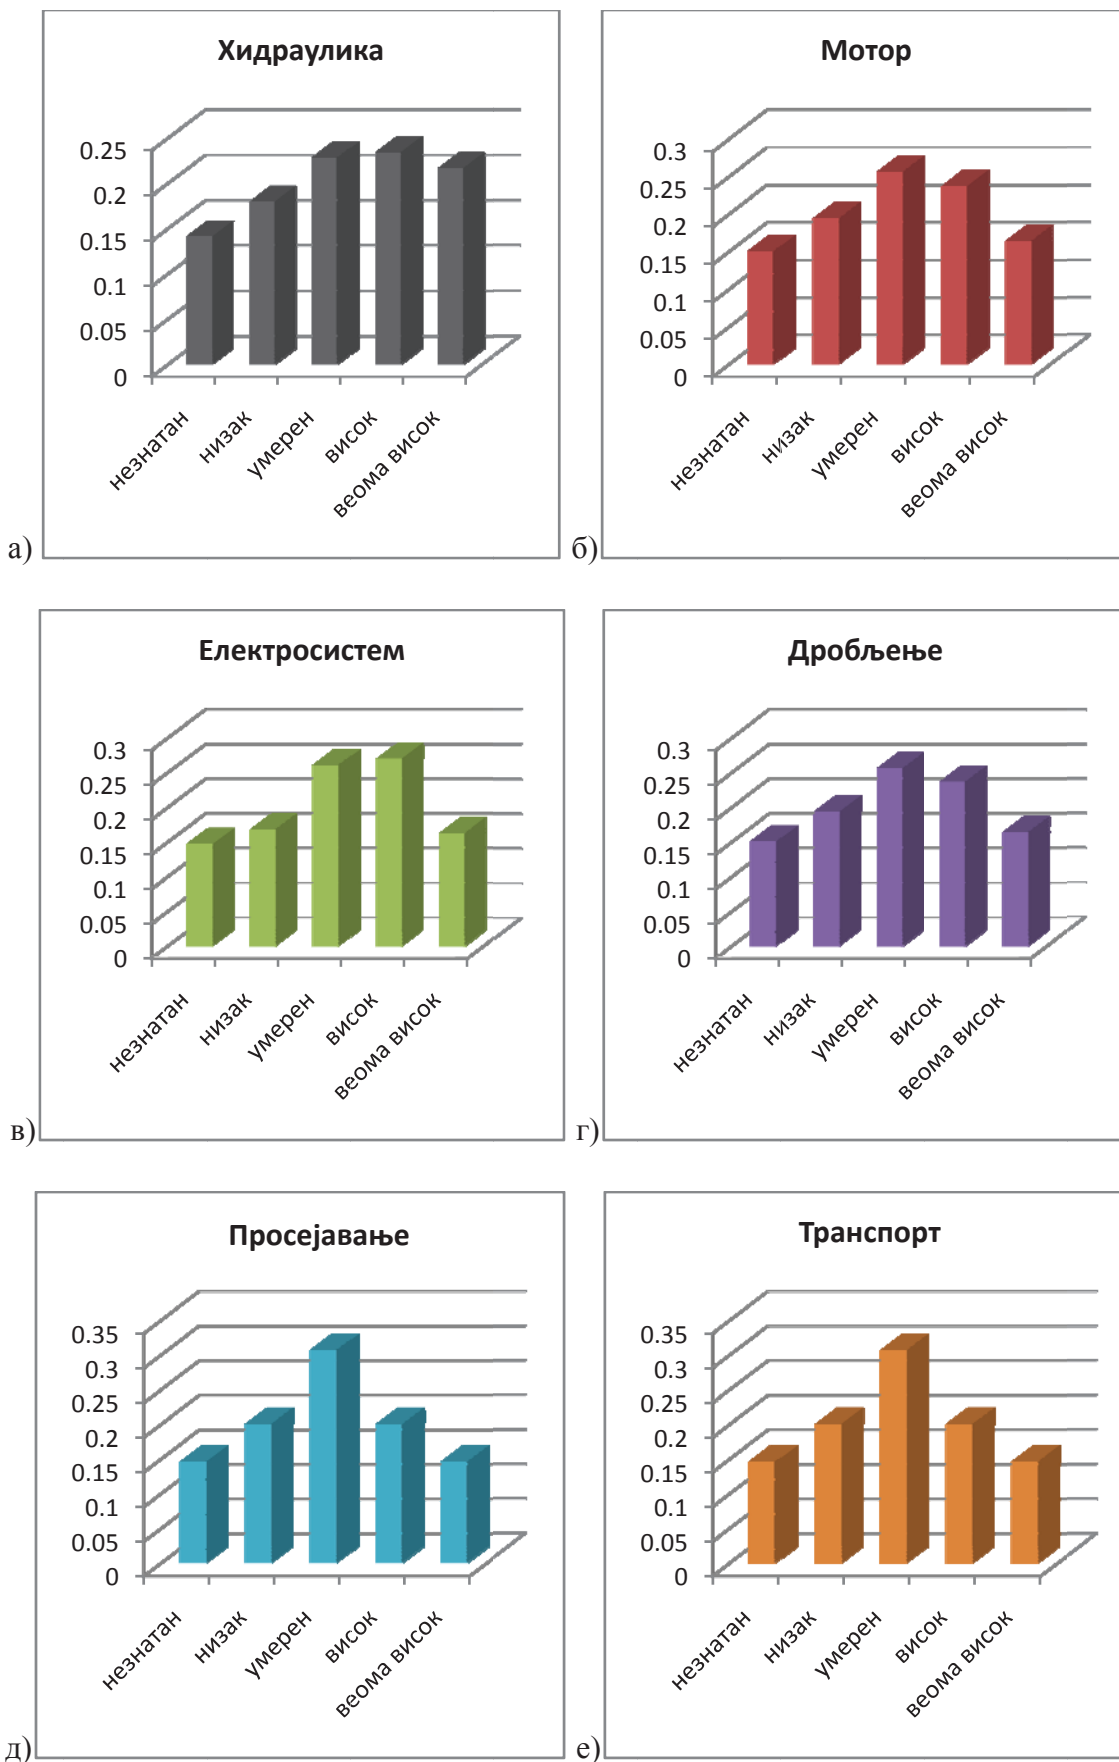 Хидраулика
0.25
0.2
0.15
0.1
0.05
0
незнатан
низак
умерен
висок
веома висок
а)
Мотор
0.3
0.25
0.2
0.15
0.1
0.05
0
незнатан
низак
умерен
висок
веома висок
б)
Електросистем
0.3
0.25
0.2
0.15
0.1
0.05
0
незнатан
низак
умерен
висок
веома висок
в)
Дробљење
0.3
0.25
0.2
0.15
0.1
0.05
0
незнатан
низак
умерен
висок
веома висок
г)
Просејавање
0.35
0.3
0.25
0.2
0.15
0.1
0.05
0
незнатан
низак
умерен
висок
веома висок
д)
Транспорт
0.35
0.3
0.25
0.2
0.15
0.1
0.05
0
незнатан
низак
умерен
висок
веома висок
е)